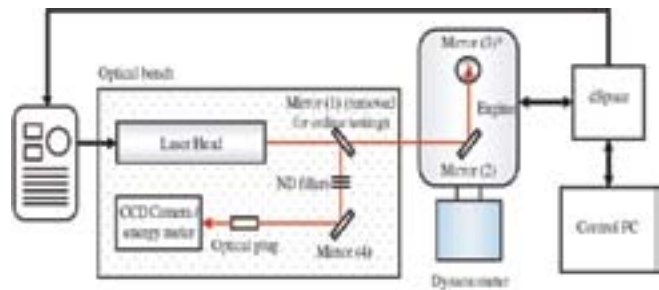 Mirror (3)*
Optical bench
Mirror (1) (removed
for online testing)
Engine
dSpace
Laser Head
ND filters
Mirror (2)
CCD Camera /
energy meter
Optical plug
Mirror (4)
Control PC
Dynamometer